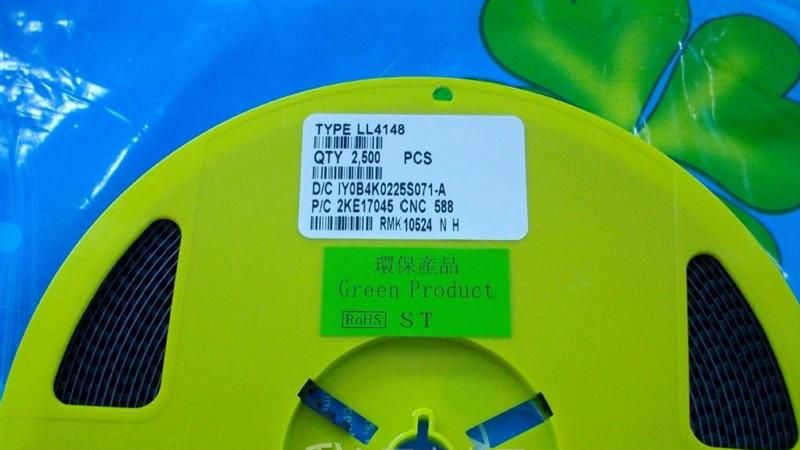 TYPE LL4148
QTY 2,500 PCS
D/C IY0B4K0225S071-A
P/C 2KE17045 CNC 588
RMK 10524 N H
環保産品
Green Product
RoHS ST